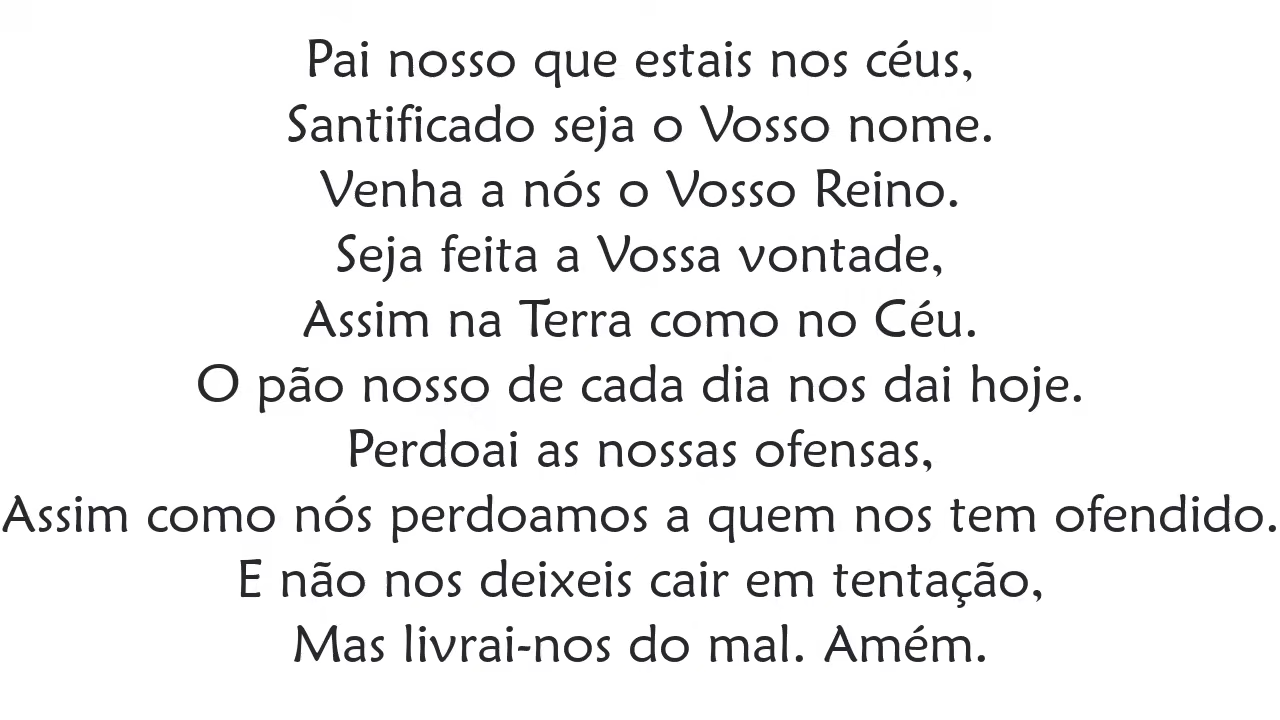 Pai nosso que estais nos céus,
Santificado seja o Vosso nome.
Venha a nós o Vosso Reino.
Seja feita a Vossa vontade,
Assim na Terra como no Céu.
O pão nosso de cada dia nos dai hoje.
Perdoai as nossas ofensas,
Assim como nós perdoamos a quem nos tem ofendido.
E não nos deixeis cair em tentação,
Mas livrai-nos do mal. Amém.